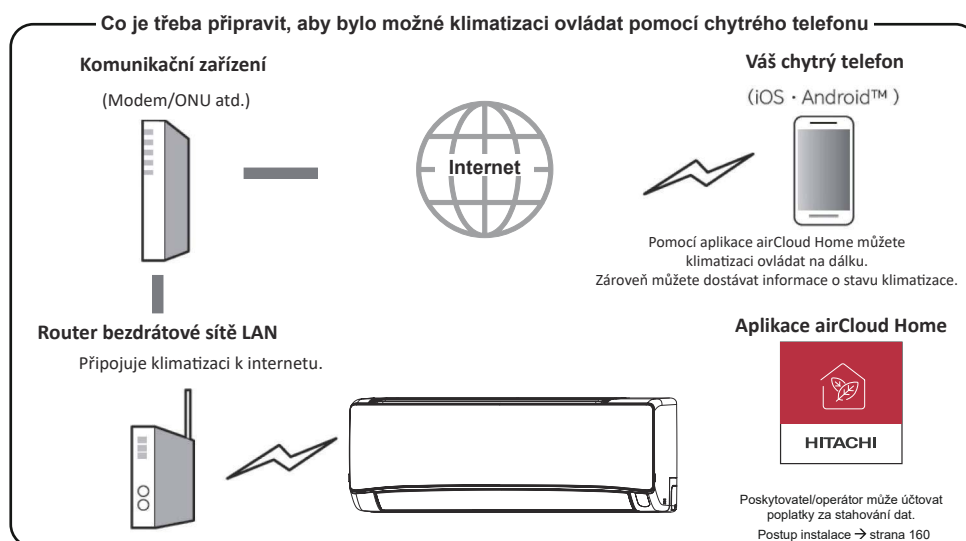 Co je třeba připravit, aby bylo možné klimatizaci ovládat pomocí chytrého telefonu
Komunikační zařízení
(Modem/ONU atd.)
Internet
Váš chytrý telefon
(iOS・Android™ )
Pomocí aplikace airCloud Home můžete
klimatizaci ovládat na dálku.
Zároveň můžete dostávat informace o stavu klimatizace.
Router bezdrátové sítě LAN
Připojuje klimatizaci k internetu.
Aplikace airCloud Home
HITACHI
Poskytovatel/operátor může účtovat
poplatky za stahování dat.
Postup instalace → strana 160